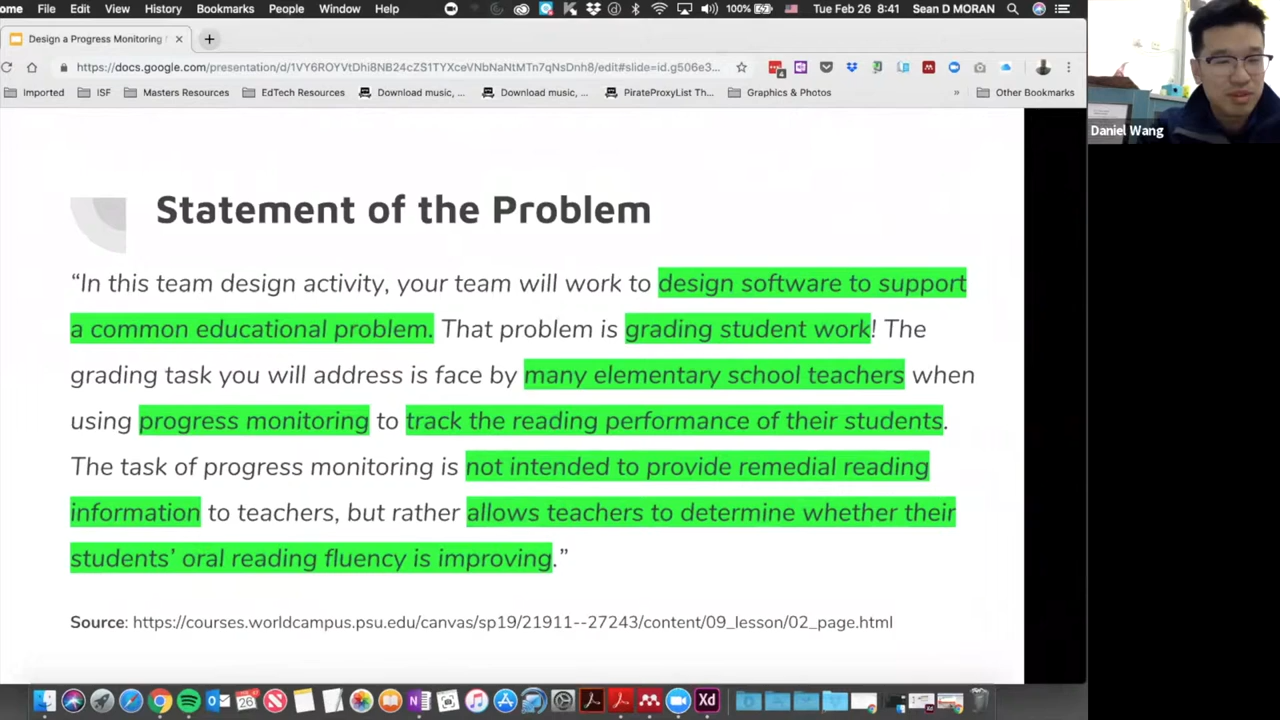 ome File Edit View History Bookmarks People Window Help 100% Tue Feb 26 8:41 Sean D MORAN
Design a Progress Monitoring
https://docs.google.com/presentation/d/1VY6ROYVtDhi8NB24cZS1TYXceVNbNaNtMTn7qNsDnh8/edit#slide=id.g506e3...
Imported ISF Masters Resources EdTech Resources Download music, ... Download music, ... PirateProxyList Th... Graphics & Photos » Other Bookmarks
Daniel Wang
Statement of the Problem
“In this team design activity, your team will work to design software to support
a common educational problem. That problem is grading student work! The
grading task you will address is face by many elementary school teachers when
using progress monitoring to track the reading performance of their students.
The task of progress monitoring is not intended to provide remedial reading
information to teachers, but rather allows teachers to determine whether their
students’ oral reading fluency is improving.”
Source: https://courses.worldcampus.psu.edu/canvas/sp19/21911--27243/content/09_lesson/02_page.html
26
Xd